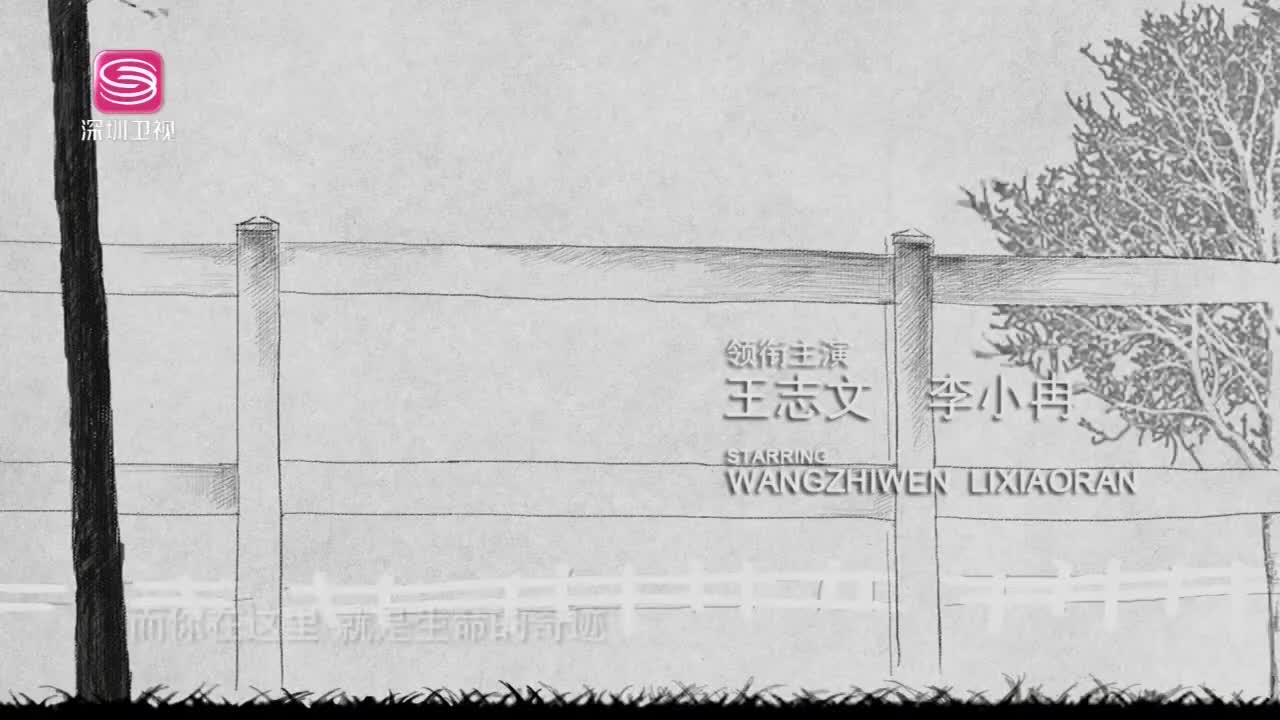 深圳卫视
领衔主演
王志文 李小冉
STARRING
WANGZHIWEN LIXIAORAN
而你在这里 就是生命的奇迹